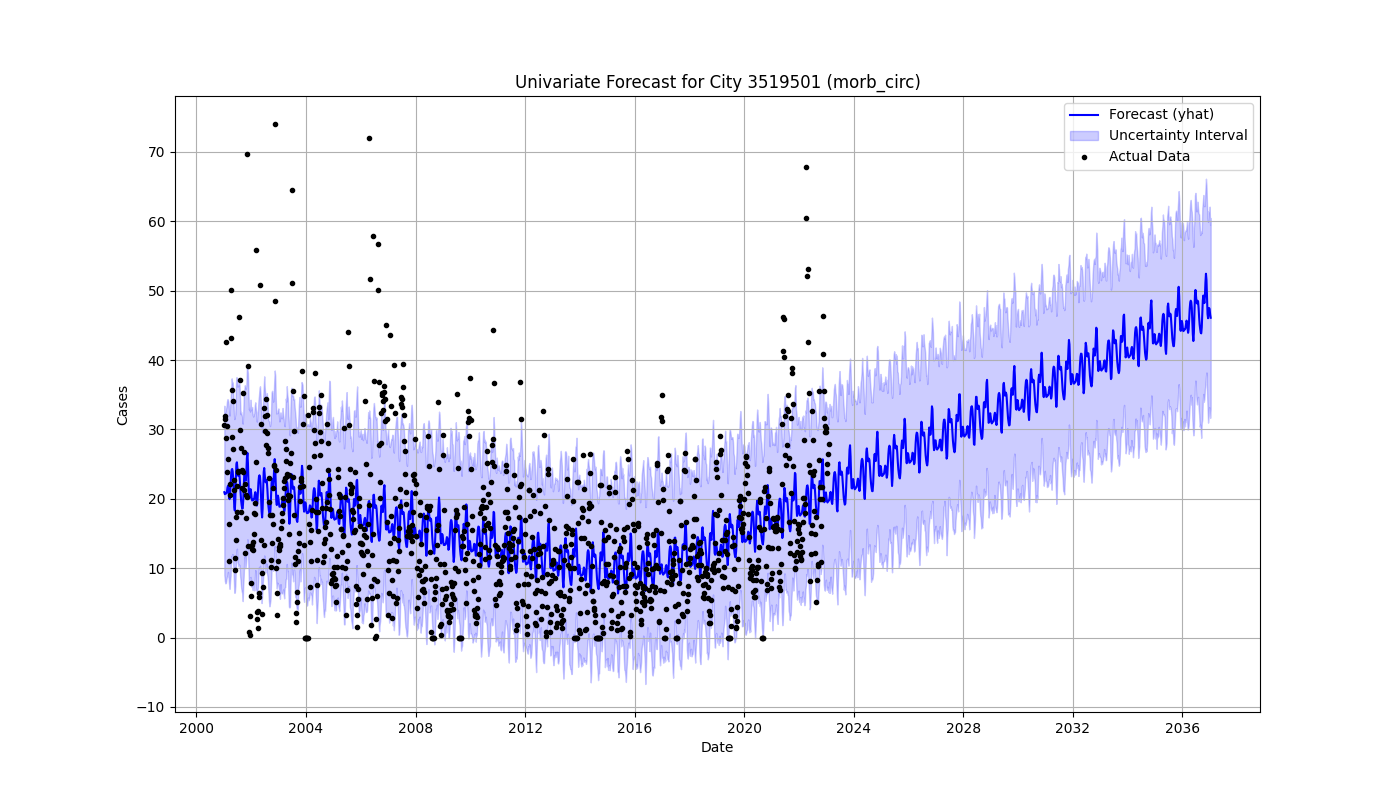 Univariate Forecast for City 3519501 (morb_circ)
Forecast (yhat)
Uncertainty Interval
Actual Data
Cases
70
60
50
40
30
20
10
0
−10
2000 2004 2008 2012 2016 2020 2024 2028 2032 2036
Date